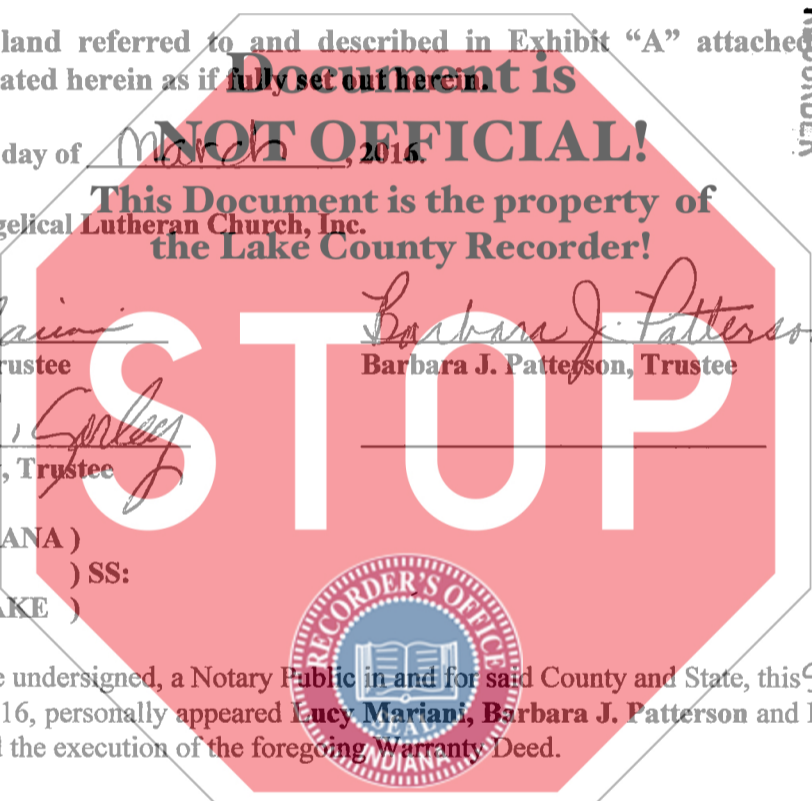 land referred to and described in Exhibit “A” attached
ated herein as if fully set out herein.
Document is
NOT OFFICIAL!
day of March, 2016.
This Document is the property of
the Lake County Recorder!
gelical Lutheran Church, Inc.
Barbara J. Patterson
rustee
Barbara J. Patterson, Trustee
, Trustee
STOP
ANA )
) SS:
AKE )
RECORDER'S OFFICE
SEAL
INDIANA
e undersigned, a Notary Public in and for said County and State, this
16, personally appeared Lucy Mariani, Barbara J. Patterson and
the execution of the foregoing Warranty Deed.